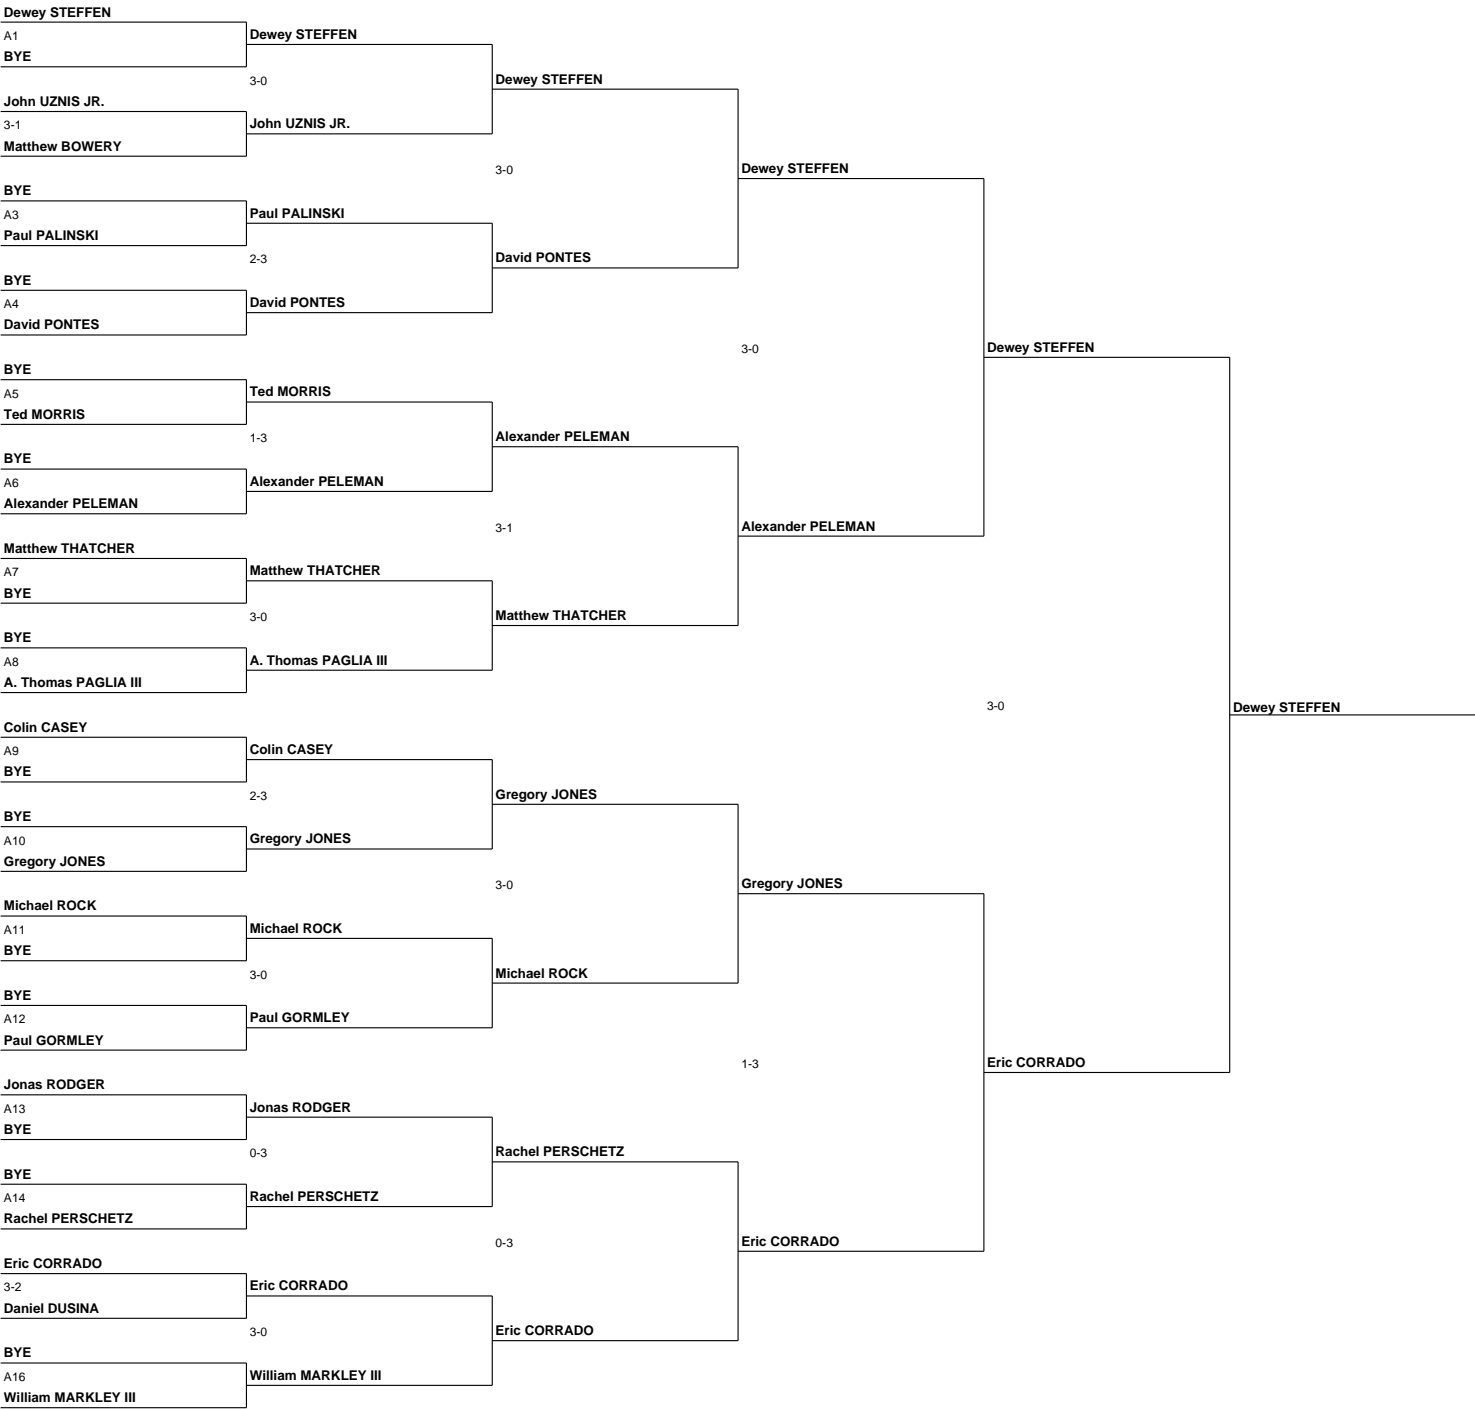 Dewey STEFFEN
A1
BYE
John UZNIS JR.
3-1
Matthew BOWERY
BYE
A3
Paul PALINSKI
BYE
A4
David PONTES
BYE
A5
Ted MORRIS
BYE
A6
Alexander PELEMAN
Matthew THATCHER
A7
BYE
BYE
A8
A. Thomas PAGLIA III
Colin CASEY
A9
BYE
BYE
A10
Gregory JONES
Michael ROCK
A11
BYE
BYE
A12
Paul GORMLEY
Jonas RODGER
A13
BYE
BYE
A14
Rachel PERSCHETZ
Eric CORRADO
3-2
Daniel DUSINA
BYE
A16
William MARKLEY III
Dewey STEFFEN
3-0
John UZNIS JR.
Paul PALINSKI
2-3
David PONTES
Ted MORRIS
1-3
Alexander PELEMAN
Matthew THATCHER
3-0
A. Thomas PAGLIA III
Colin CASEY
2-3
Gregory JONES
Michael ROCK
3-0
Paul GORMLEY
Jonas RODGER
0-3
Rachel PERSCHETZ
Eric CORRADO
3-0
William MARKLEY III
Dewey STEFFEN
3-0
David PONTES
Alexander PELEMAN
3-1
Matthew THATCHER
Gregory JONES
3-0
Michael ROCK
Rachel PERSCHETZ
0-3
Eric CORRADO
Dewey STEFFEN
3-0
Alexander PELEMAN
Gregory JONES
1-3
Eric CORRADO
Dewey STEFFEN
3-0
Eric CORRADO
Dewey STEFFEN